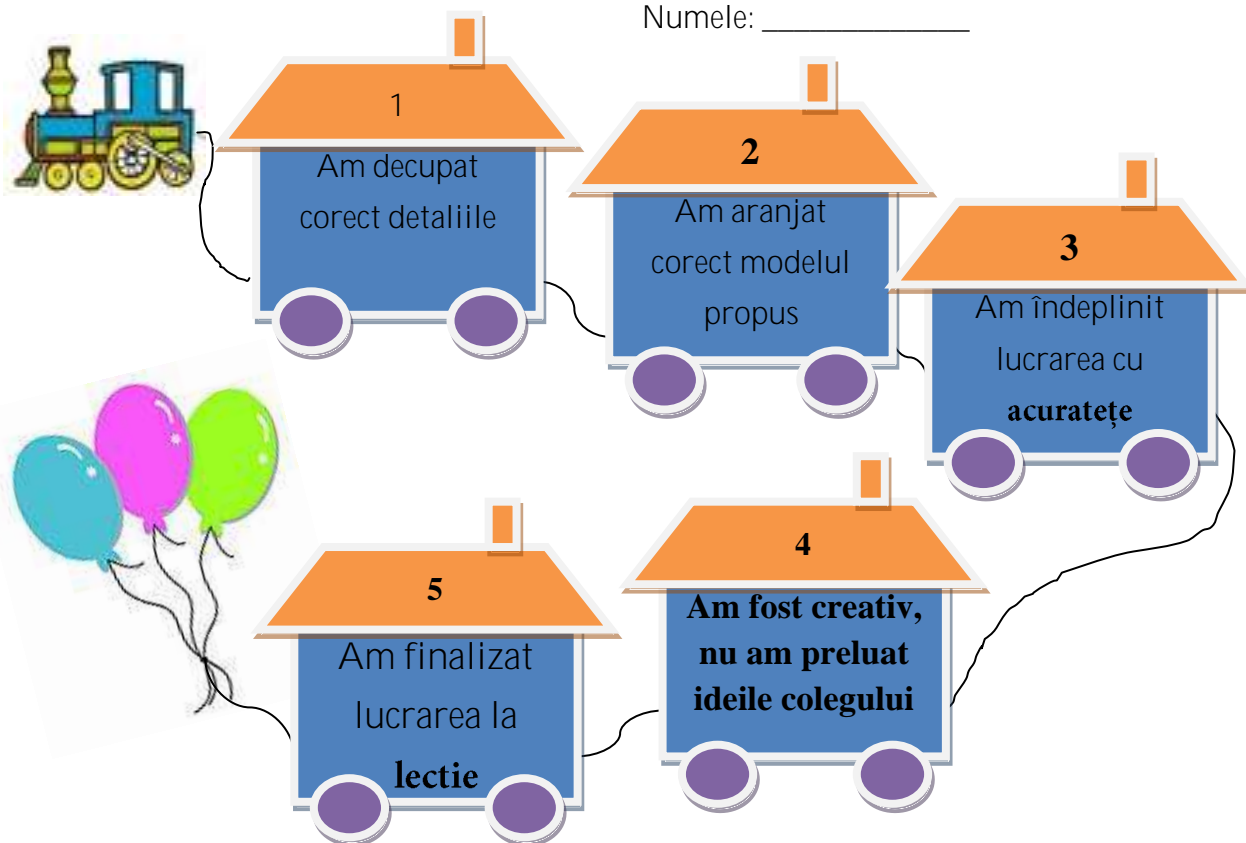 Numele: _____________
1
Am decupat
corect detaliile
2
Am aranjat
corect modelul
propus
3
Am îndeplinit
lucrarea cu
acuratețe
4
Am fost creativ,
nu am preluat
ideile colegului
5
Am finalizat
lucrarea la
lectie